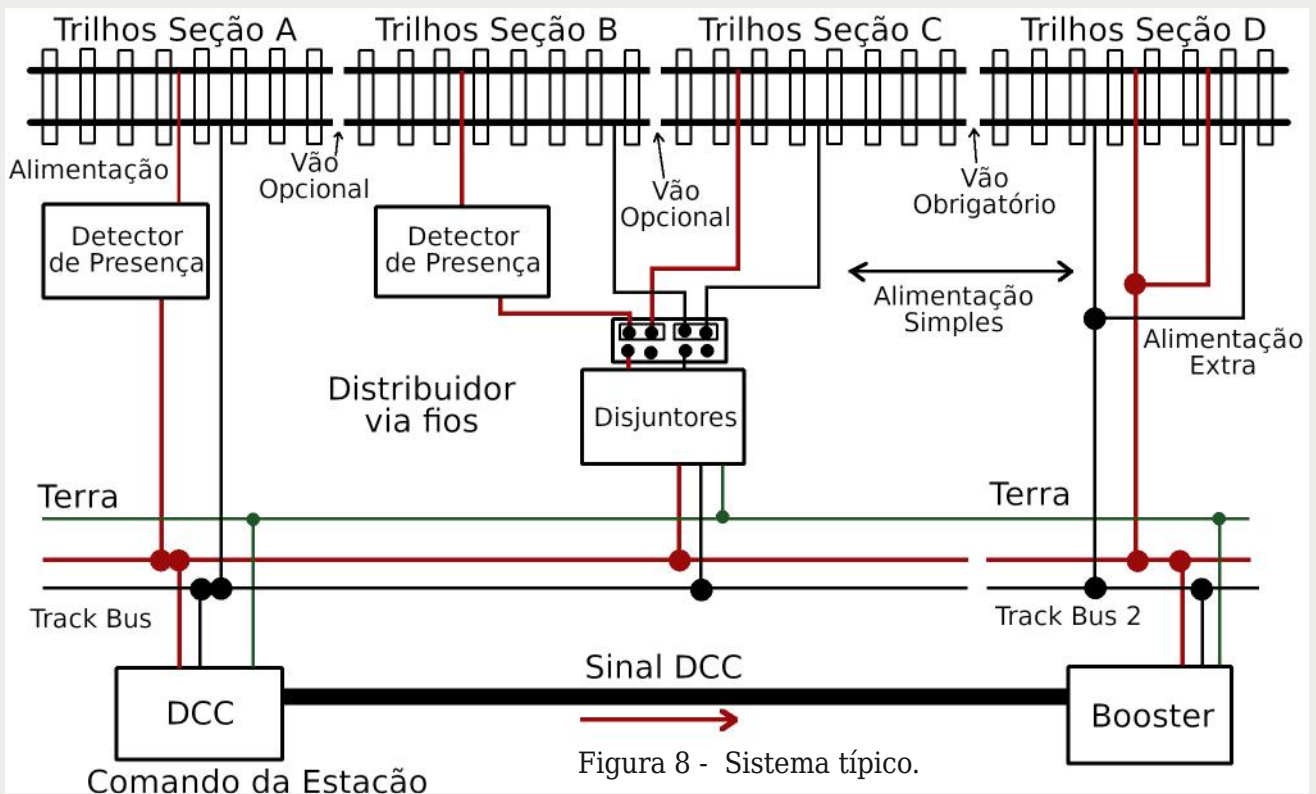 Trilhos Seção A
Trilhos Seção B
Trilhos Seção C
Trilhos Seção D
Alimentação
Vão
Opcional
Vão
Opcional
Vão
Obrigatório
Detector
de Presença
Detector
de Presença
Alimentação
Simples
Alimentação
Extra
Distribuidor
via fios
Disjuntores
Terra
Terra
Track Bus
Track Bus 2
Sinal DCC
DCC
Booster
Comando da Estação
Figura 8 - Sistema típico.